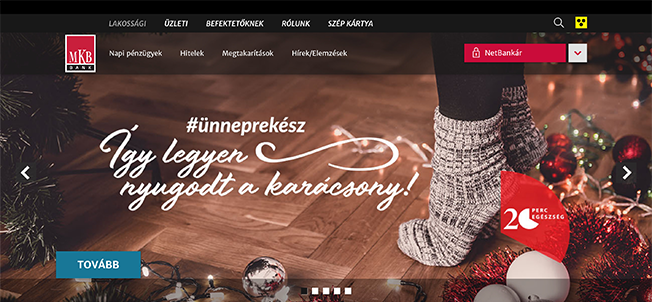 LAKOSSÁGI ÜZLETI BEFEKTETŐKNEK RÓLUNK SZÉP KÁRTYA
MKB
BANK
Napi pénzügyek Hitelek Megtakarítások Hírek/Elemzések NetBankár
#ünneprekész
Így legyen
nyugodt a karácsony!
20 PERC
EGÉSZSÉG
TOVÁBB